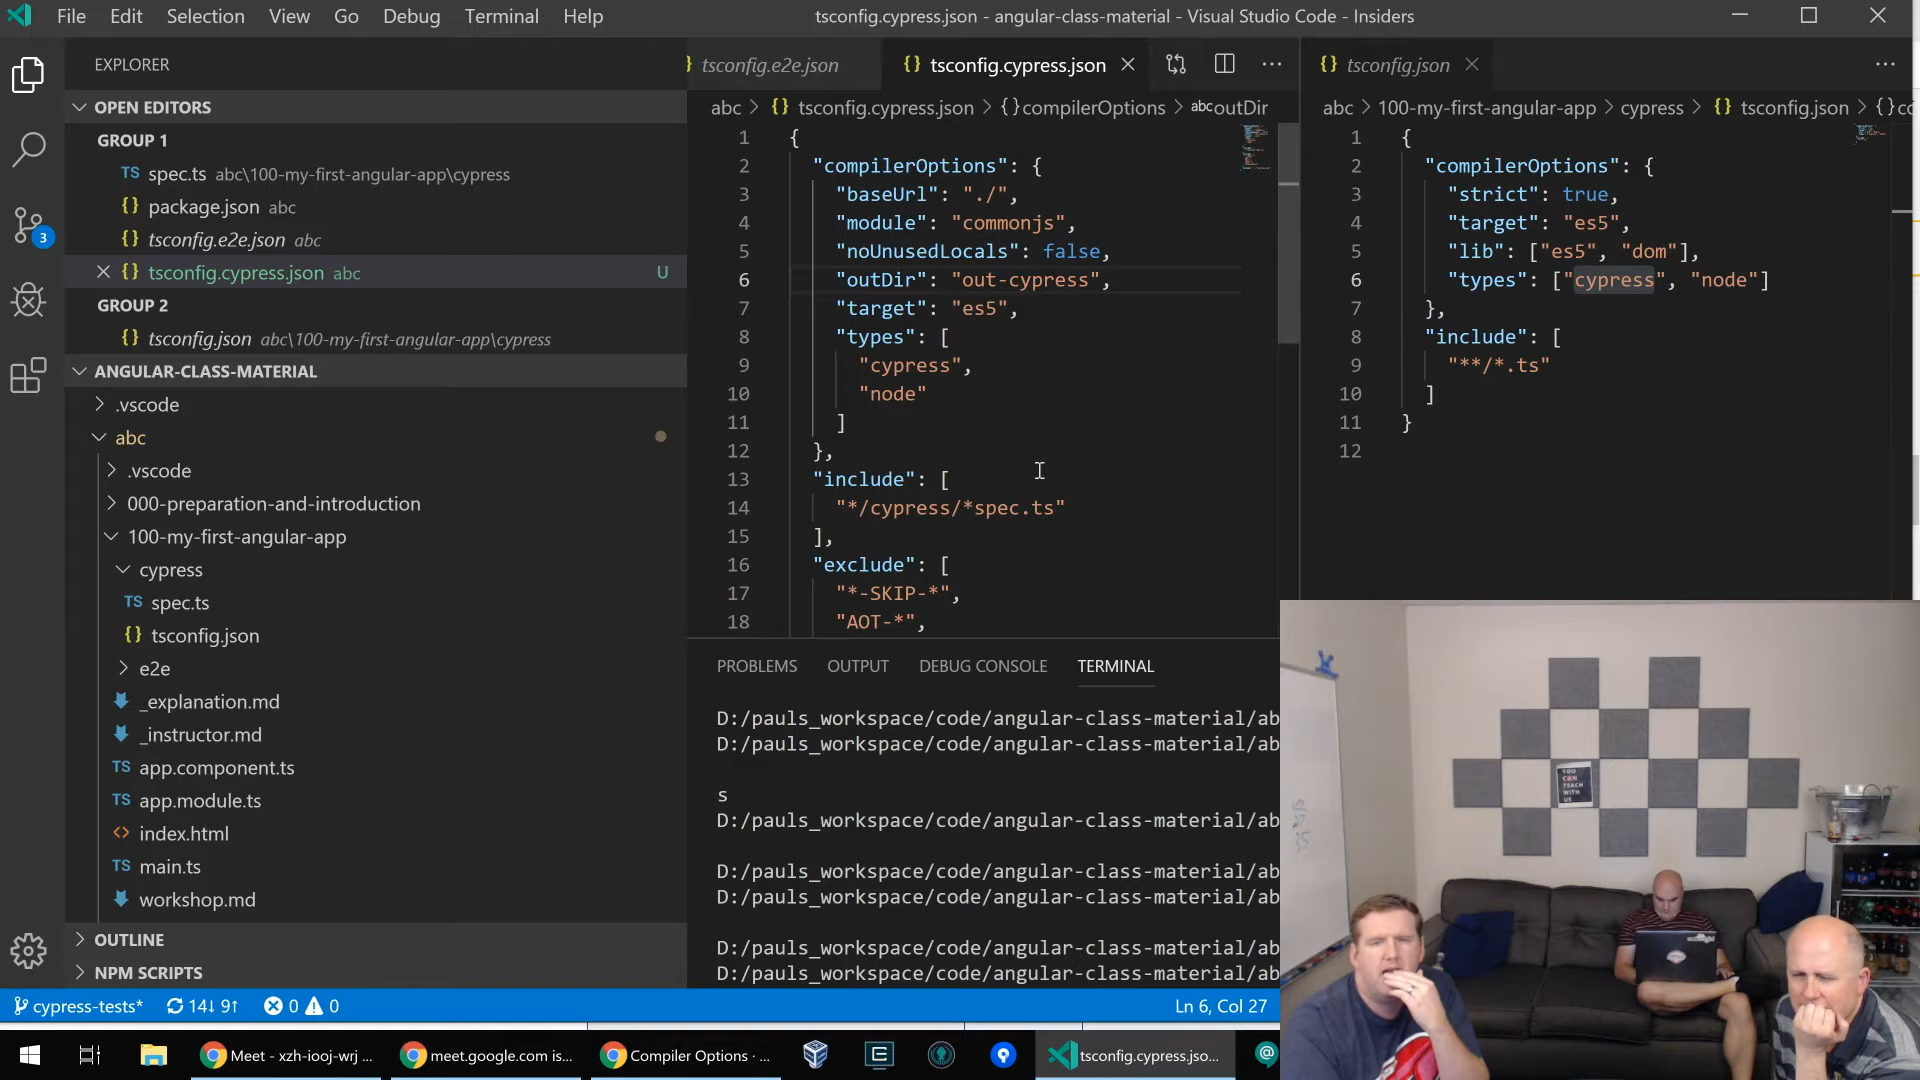 File Edit Selection View Go Debug Terminal Help
tsconfig.cypress.json - angular-class-material - Visual Studio Code - Insiders
EXPLORER
OPEN EDITORS
GROUP 1
TS spec.ts abc\100-my-first-angular-app\cypress
{} package.json abc
{} tsconfig.e2e.json abc
{} tsconfig.cypress.json abc U
GROUP 2
{} tsconfig.json abc\100-my-first-angular-app\cypress
ANGULAR-CLASS-MATERIAL
.vscode
abc
.vscode
000-preparation-and-introduction
100-my-first-angular-app
cypress
TS spec.ts
{} tsconfig.json
e2e
_explanation.md
_instructor.md
TS app.component.ts
TS app.module.ts
<> index.html
TS main.ts
workshop.md
OUTLINE
NPM SCRIPTS
3
tsconfig.e2e.json {} tsconfig.cypress.json
abc > {} tsconfig.cypress.json > {} compilerOptions > abc outDir
1 {
2 "compilerOptions": {
3 "baseUrl": "./",
4 "module": "commonjs",
5 "noUnusedLocals": false,
6 "outDir": "out-cypress",
7 "target": "es5",
8 "types": [
9 "cypress",
10 "node"
11 ]
12 },
13 "include": [
14 "*/cypress/*spec.ts"
15 ],
16 "exclude": [
17 "*-SKIP-*",
18 "AOT-*",
{} tsconfig.json
abc > 100-my-first-angular-app > cypress > {} tsconfig.json > {} co
1 {
2 "compilerOptions": {
3 "strict": true,
4 "target": "es5",
5 "lib": ["es5", "dom"],
6 "types": ["cypress", "node"]
7 },
8 "include": [
9 "**/*.ts"
10 ]
11 }
12
PROBLEMS OUTPUT DEBUG CONSOLE TERMINAL
D:/pauls_workspace/code/angular-class-material/ab
D:/pauls_workspace/code/angular-class-material/ab
s
D:/pauls_workspace/code/angular-class-material/ab
D:/pauls_workspace/code/angular-class-material/ab
D:/pauls_workspace/code/angular-class-material/ab
D:/pauls_workspace/code/angular-class-material/ab
D:/pauls_workspace/code/angular-class-material/ab
YOU
CAN
TEACH
WITH
US
cypress-tests* 14↓ 9↑ 0 0 Ln 6, Col 27
Meet - xzh-iooj-wrj ... meet.google.com is... Compiler Options · ... tsconfig.cypress.jso...